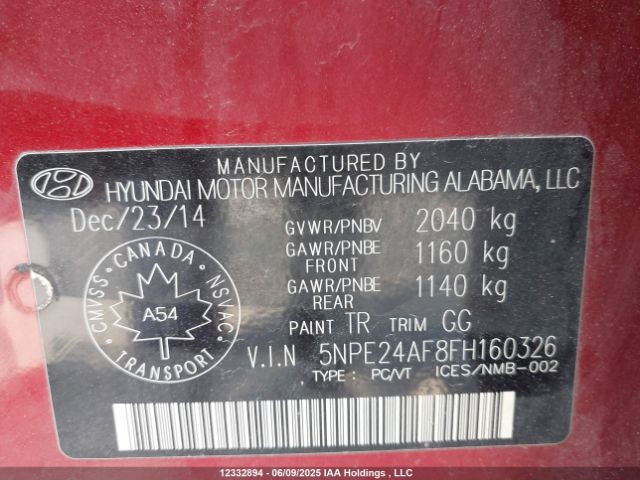 MANUFACTURED BY
HYUNDAI MOTOR MANUFACTURING ALABAMA, LLC
Dec/23/14
GVWR/PNBV 2040 kg
GAWR/PNBE FRONT 1160 kg
GAWR/PNBE REAR 1140 kg
CMVSS CANADA NSVAC
A54
TRANSPORT
PAINT TR TRIM GG
V.I.N 5NPE24AF8FH160326
TYPE : PC/VT ICES/NMB-002
12332894 - 06/09/2025 IAA Holdings , LLC